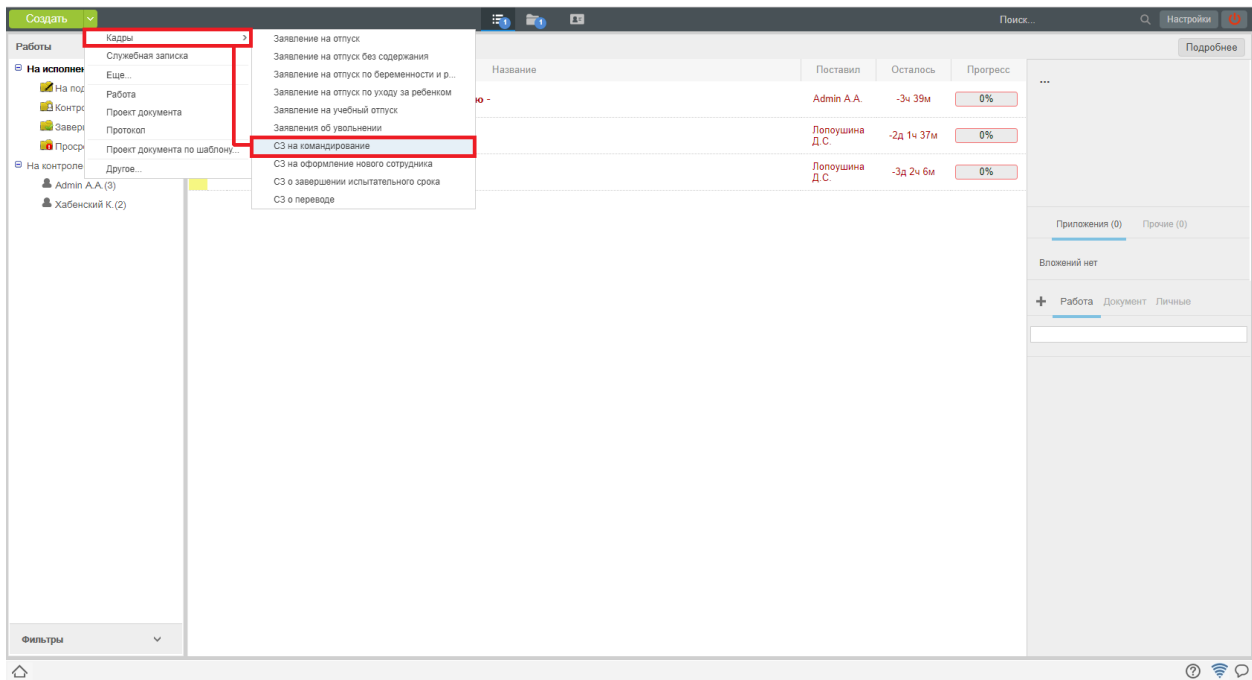 Создать
1
1
Поиск...
Настройки
Работы
Подробнее
Кадры
Служебная записка
Еще...
Работа
Проект документа
Протокол
Проект документа по шаблону...
Другое...
Заявление на отпуск
Заявление на отпуск без содержания
Заявление на отпуск по беременности и р...
Заявление на отпуск по уходу за ребенком
Заявление на учебный отпуск
Заявления об увольнении
СЗ на командирование
СЗ на оформление нового сотрудника
СЗ о завершении испытательного срока
СЗ о переводе
На исполнен
На под
Контро
Завер
Проср
На контроле
Admin A.A.(3)
Хабенский К.(2)
Название Поставил Осталось Прогресс
ю - Admin A.A. -3ч 39м 0%
Лопоушина
Д.С. -2д 1ч 37м 0%
Лопоушина
Д.С. -3д 2ч 6м 0%
...
Приложения (0) Прочие (0)
Вложений нет
+ Работа Документ Личные
Фильтры